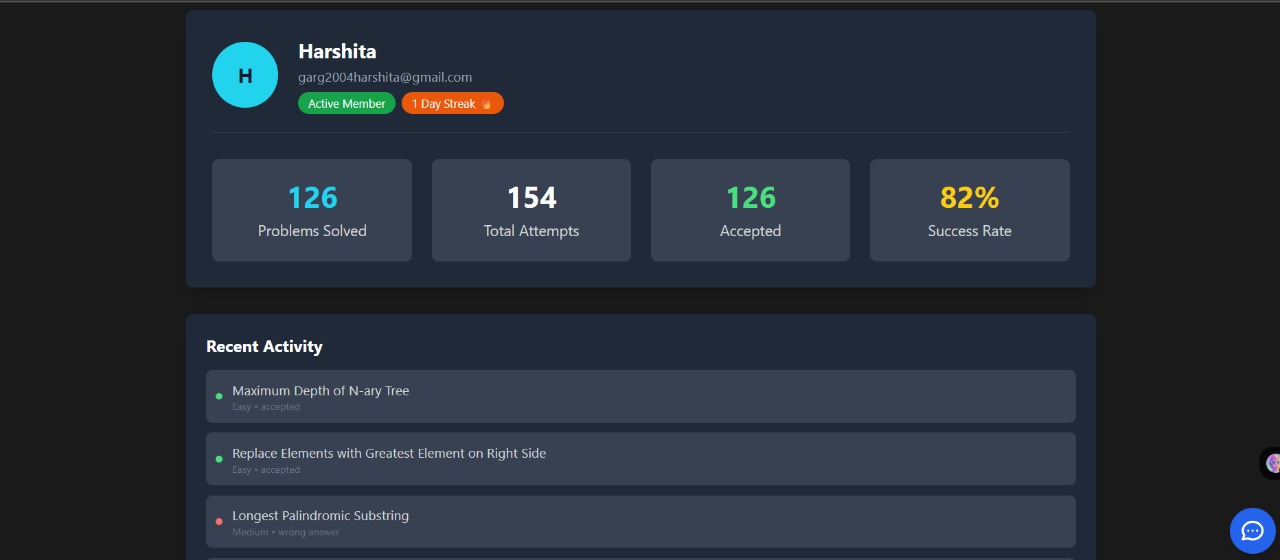 H
Harshita
garg2004harshita@gmail.com
Active Member
1 Day Streak 🔥
126
Problems Solved
154
Total Attempts
126
Accepted
82%
Success Rate
Recent Activity
Maximum Depth of N-ary Tree
Easy • accepted
Replace Elements with Greatest Element on Right Side
Easy • accepted
Longest Palindromic Substring
Medium • wrong answer